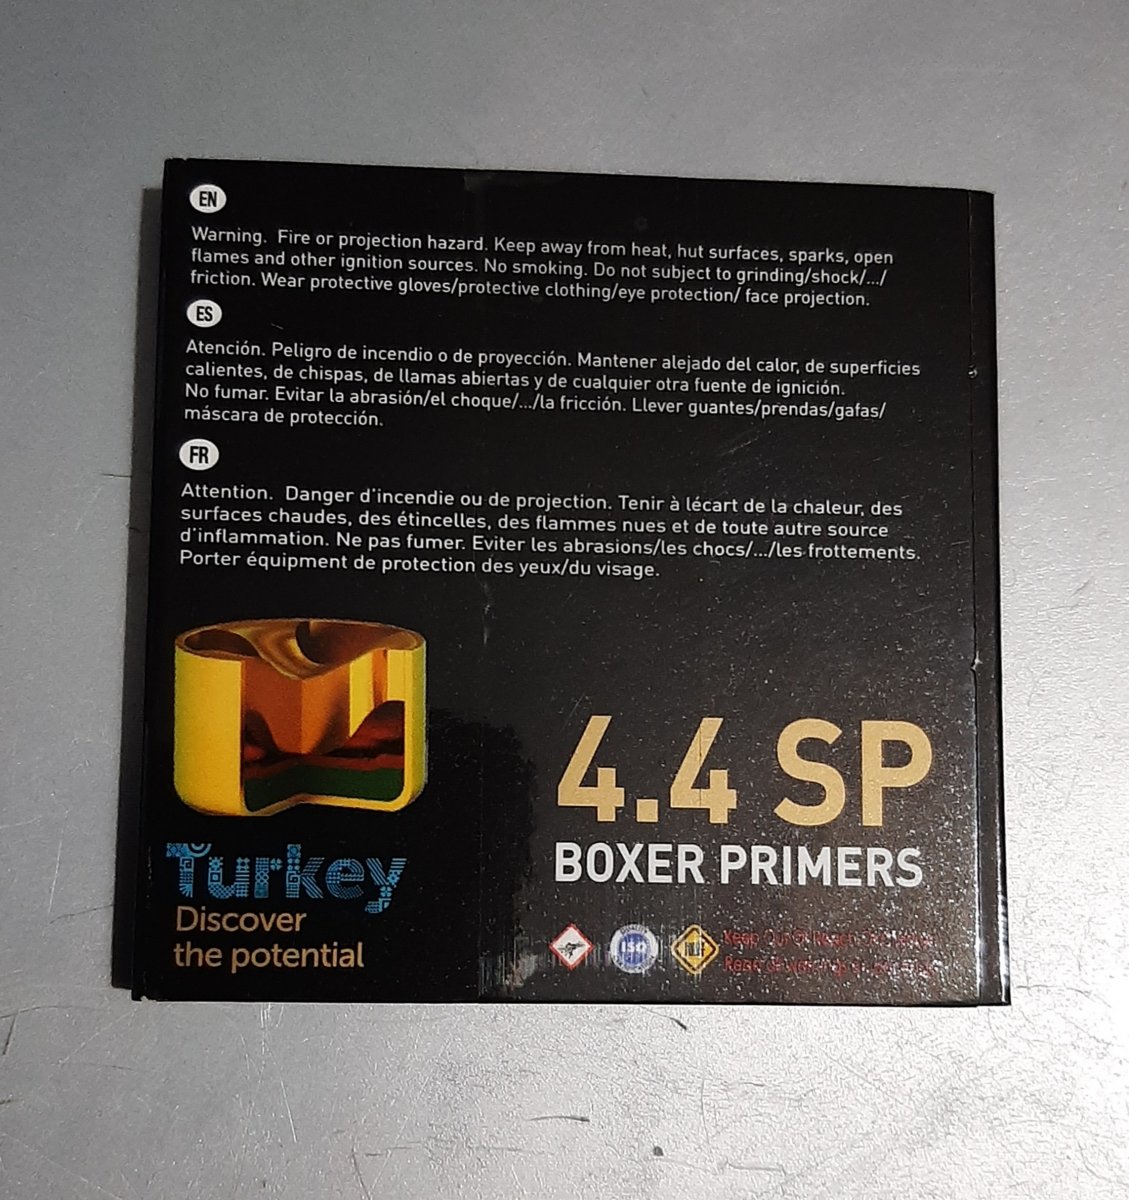 EN
Warning. Fire or projection hazard. Keep away from heat, hut surfaces, sparks, open
flames and other ignition sources. No smoking. Do not subject to grinding/shock/.../
friction. Wear protective gloves/protective clothing/eye protection/ face projection.
ES
Atención. Peligro de incendio o de proyección. Mantener alejado del calor, de superficies
calientes, de chispas, de llamas abiertas y de cualquier otra fuente de ignición.
No fumar. Evitar la abrasión/el choque/.../la fricción. Llever guantes/prendas/gafas/
máscara de protección.
FR
Attention. Danger d'incendie ou de projection. Tenir à lécart de la chaleur, des
surfaces chaudes, des étincelles, des flammes nues et de toute autre source
d'inflammation. Ne pas fumer. Eviter les abrasions/les chocs/.../les frottements.
Porter équipment de protection des yeux/du visage.
4.4 SP
BOXER PRIMERS
Turkey
Discover
the potential
ISO
Keep Out Of Reach